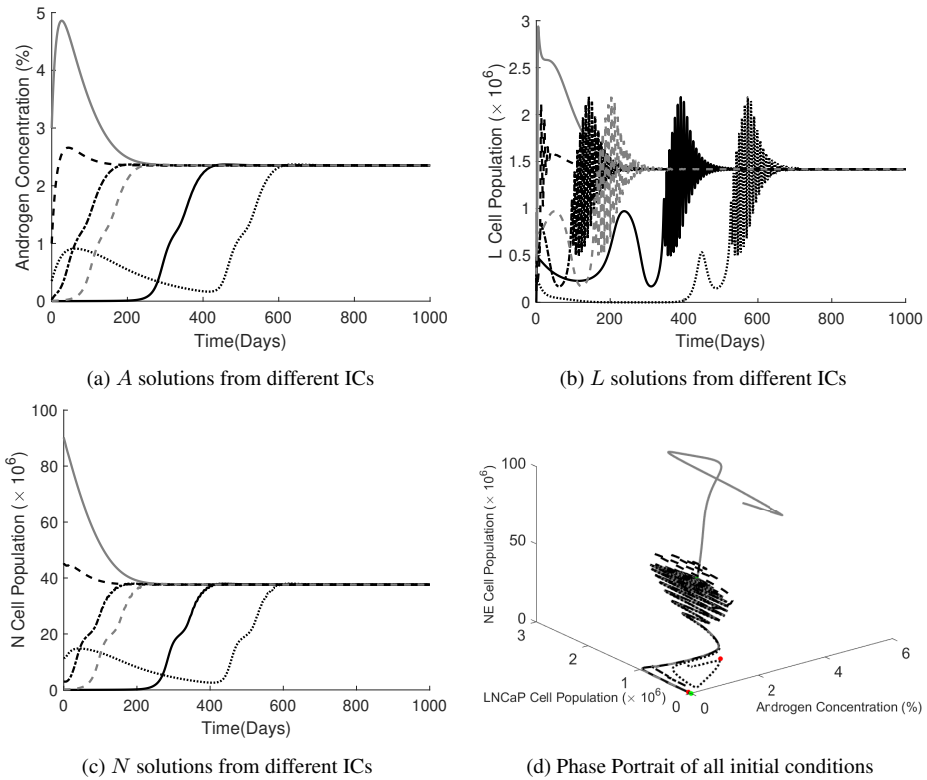 5
4
3
2
1
0
Androgen Concentration (%)
0 200 400 600 800 1000
Time(Days)
(a) A solutions from different ICs
3
2.5
2
1.5
1
0.5
0
L Cell Population (× 10^6)
0 200 400 600 800 1000
Time(Days)
(b) L solutions from different ICs
100
80
60
40
20
0
N Cell Population (× 10^6)
0 200 400 600 800 1000
Time(Days)
(c) N solutions from different ICs
100
50
0
NE Cell Population (× 10^6)
3
2
1
0
LNCaP Cell Population (× 10^6)
0
2
4
6
Androgen Concentration (%)
(d) Phase Portrait of all initial conditions